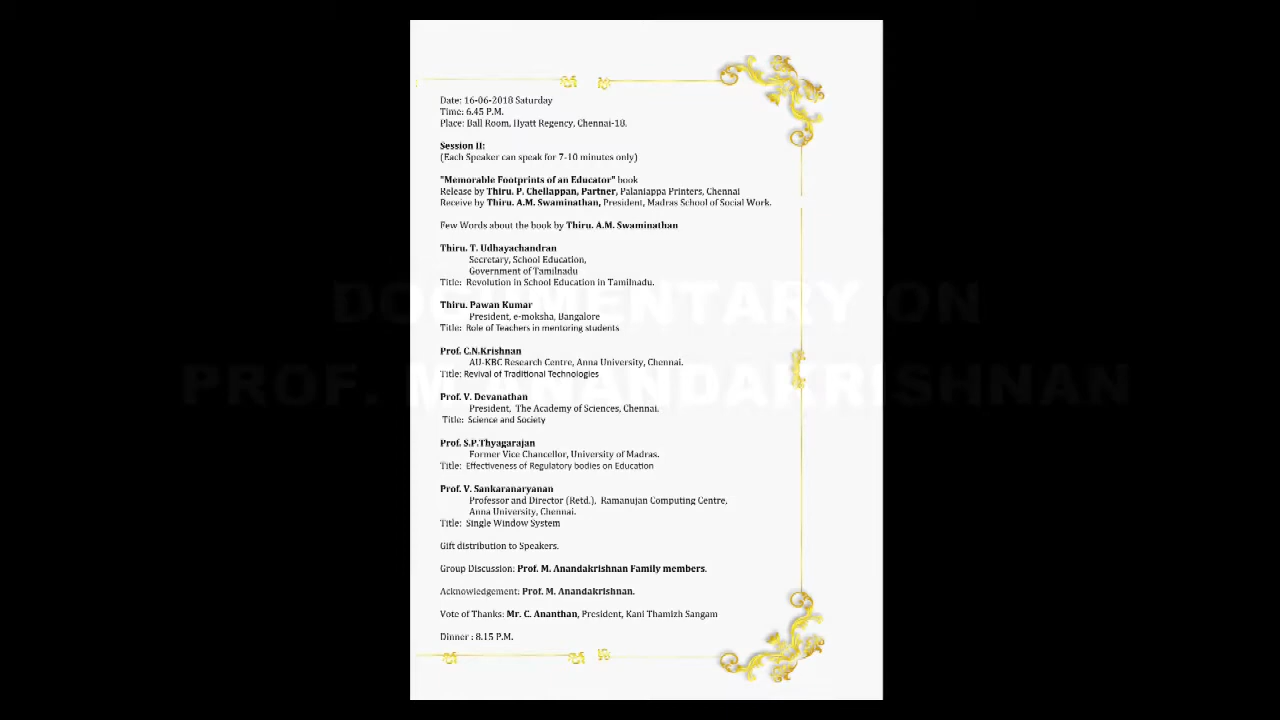 Date: 16-06-2018 Saturday
Time: 6.45 P.M.
Place: Ball Room, Hyatt Regency, Chennai-18.
Session II:
(Each Speaker can speak for 7-10 minutes only)
"Memorable Footprints of an Educator" book
Release by Thiru. P. Chellappan, Partner, Palaniappa Printers, Chennai
Receive by Thiru. A.M. Swaminathan, President, Madras School of Social Work.
Few Words about the book by Thiru. A.M. Swaminathan
Thiru. T. Udhayachandran
Secretary, School Education,
Government of Tamilnadu
Title: Revolution in School Education in Tamilnadu.
Thiru. Pawan Kumar
President, e-moksha, Bangalore
Title: Role of Teachers in mentoring students
Prof. C.N.Krishnan
AU-KBC Research Centre, Anna University, Chennai.
Title: Revival of Traditional Technologies
Prof. V. Devanathan
President, The Academy of Sciences, Chennai.
Title: Science and Society
Prof. S.P.Thyagarajan
Former Vice Chancellor, University of Madras.
Title: Effectiveness of Regulatory bodies on Education
Prof. V. Sankaranaryanan
Professor and Director (Retd.), Ramanujan Computing Centre,
Anna University, Chennai.
Title: Single Window System
Gift distribution to Speakers.
Group Discussion: Prof. M. Anandakrishnan Family members.
Acknowledgement: Prof. M. Anandakrishnan.
Vote of Thanks: Mr. C. Ananthan, President, Kani Thamizh Sangam
Dinner : 8.15 P.M.
DOCUMENTARY ON
PROF. M ANANDAKRISHNAN